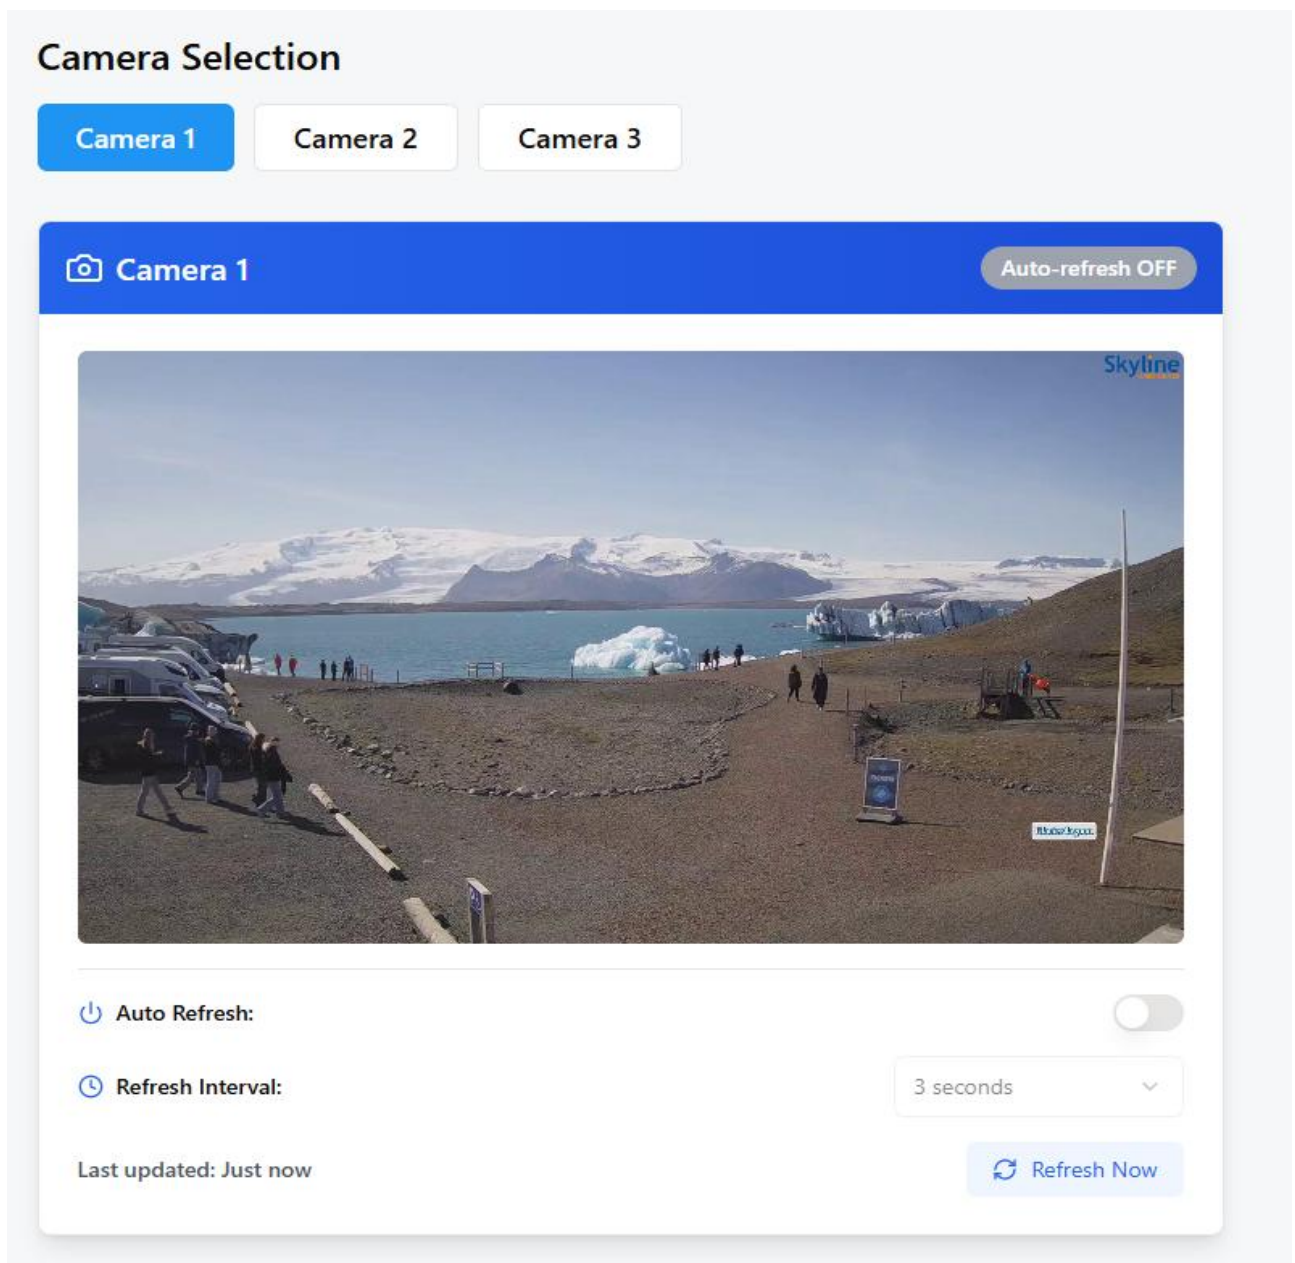 Camera Selection
Camera 1
Camera 2
Camera 3
Camera 1
Auto-refresh OFF
Skyline
Auto Refresh:
Refresh Interval:
3 seconds
Last updated: Just now
Refresh Now